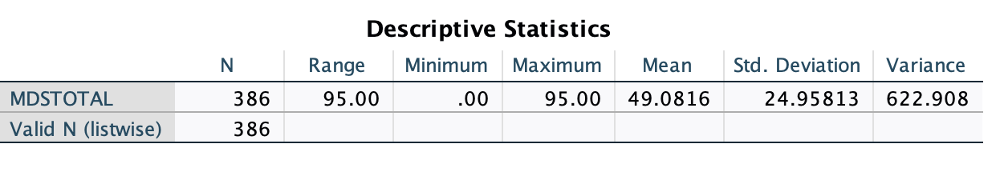 Descriptive Statistics
N Range Minimum Maximum Mean Std. Deviation Variance
MDSTOTAL 386 95.00 .00 95.00 49.0816 24.95813 622.908
Valid N (listwise) 386